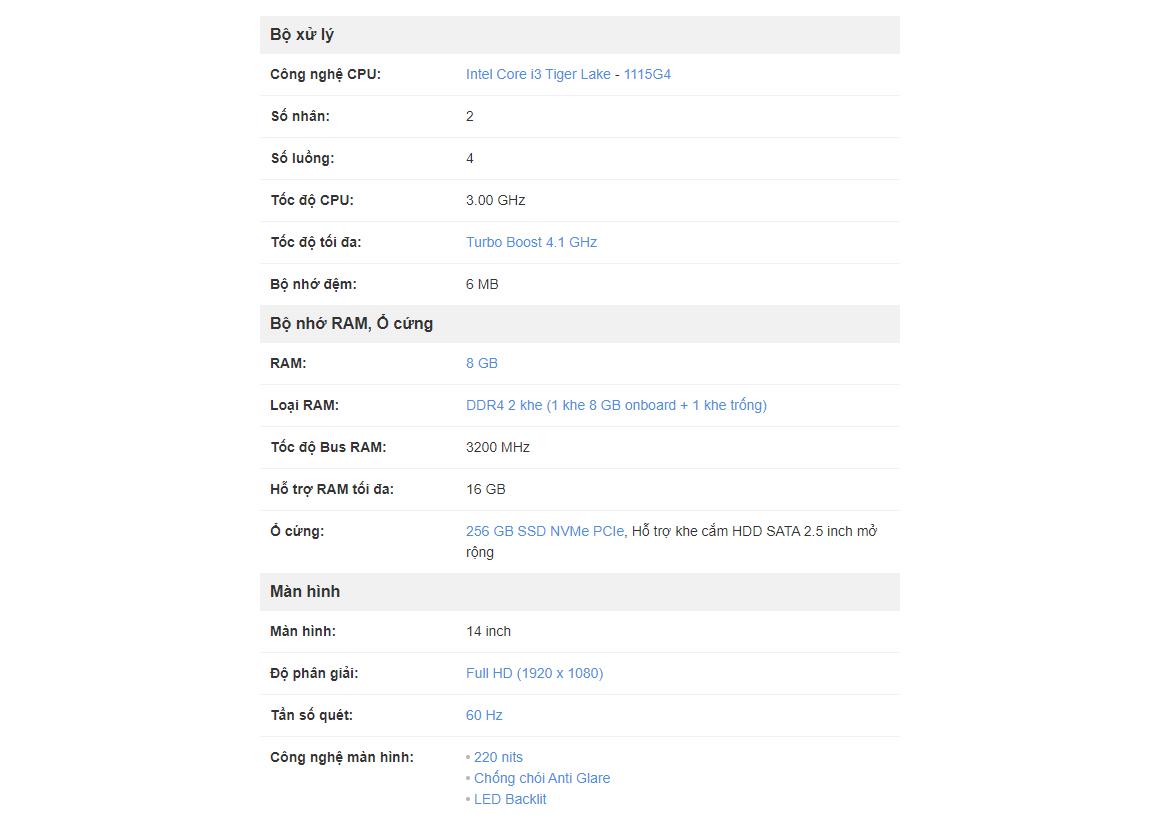 Bộ xử lý
Công nghệ CPU: Intel Core i3 Tiger Lake - 1115G4
Số nhân: 2
Số luồng: 4
Tốc độ CPU: 3.00 GHz
Tốc độ tối đa: Turbo Boost 4.1 GHz
Bộ nhớ đệm: 6 MB
Bộ nhớ RAM, Ổ cứng
RAM: 8 GB
Loại RAM: DDR4 2 khe (1 khe 8 GB onboard + 1 khe trống)
Tốc độ Bus RAM: 3200 MHz
Hỗ trợ RAM tối đa: 16 GB
Ổ cứng: 256 GB SSD NVMe PCIe, Hỗ trợ khe cắm HDD SATA 2.5 inch mở
rộng
Màn hình
Màn hình: 14 inch
Độ phân giải: Full HD (1920 x 1080)
Tần số quét: 60 Hz
Công nghệ màn hình: • 220 nits
• Chống chói Anti Glare
• LED Backlit